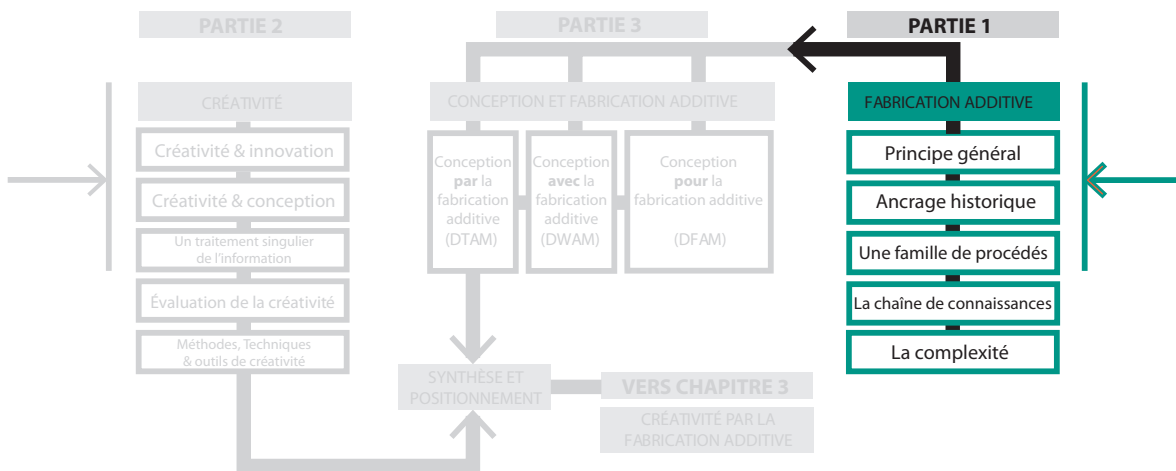 PARTIE 2
CRÉATIVITÉ
Créativité & innovation
Créativité & conception
Un traitement singulier
de l'information
Évaluation de la créativité
Méthodes, Techniques
& outils de créativité
PARTIE 3
CONCEPTION ET FABRICATION ADDITIVE
Conception
par la
fabrication
additive
(DTAM)
Conception
avec la
fabrication
additive
(DWAM)
Conception
pour la
fabrication additive
(DFAM)
SYNTHÈSE ET
POSITIONNEMENT
VERS CHAPITRE 3
CRÉATIVITÉ PAR LA
FABRICATION ADDITIVE
PARTIE 1
FABRICATION ADDITIVE
Principe général
Ancrage historique
Une famille de procédés
La chaîne de connaissances
La complexité